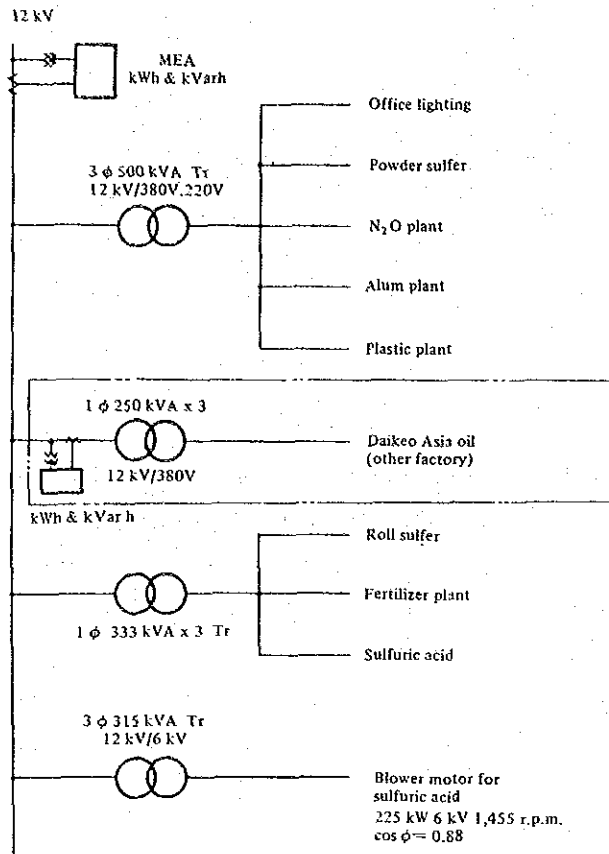 12 kV
MEA
kWh & kVarh
Office lighting
3 φ 500 kVA Tr
12 kV/380V.220V
Powder sulfer
N₂O plant
Alum plant
Plastic plant
1 φ 250 kVA x 3
12 kV/380V
Daikeo Asia oil
(other factory)
kWh & kVar h
Roll sulfer
Fertilizer plant
1 φ 333 kVA x 3 Tr
Sulfuric acid
3 φ 315 kVA Tr
12 kV/6 kV
Blower motor for
sulfuric acid
225 kW 6 kV 1,455 r.p.m.
cos φ = 0.88